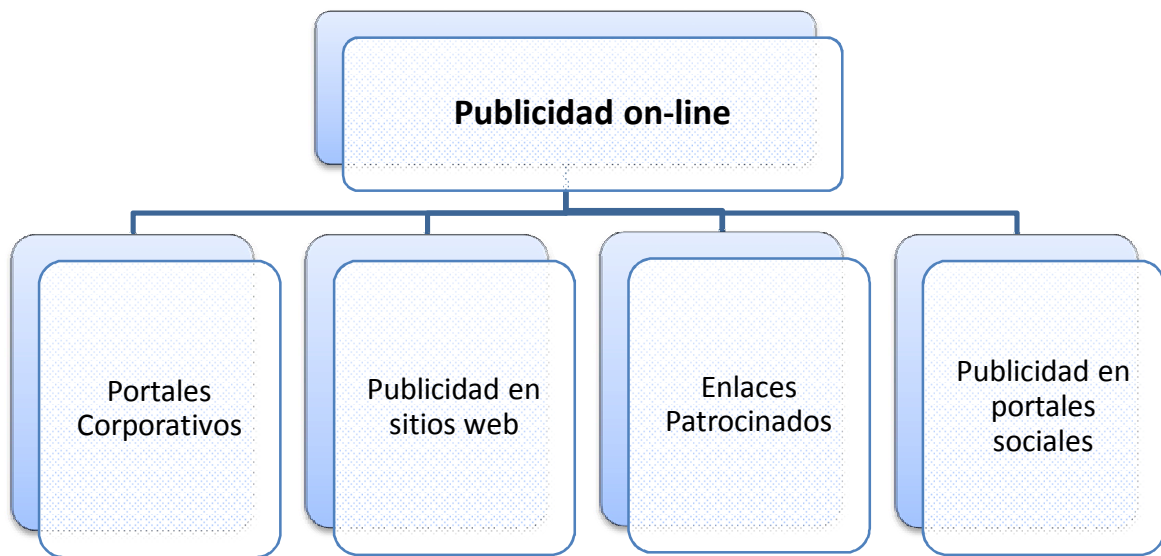 Publicidad on-line
Portales
Corporativos
Publicidad en
sitios web
Enlaces
Patrocinados
Publicidad en
portales
sociales